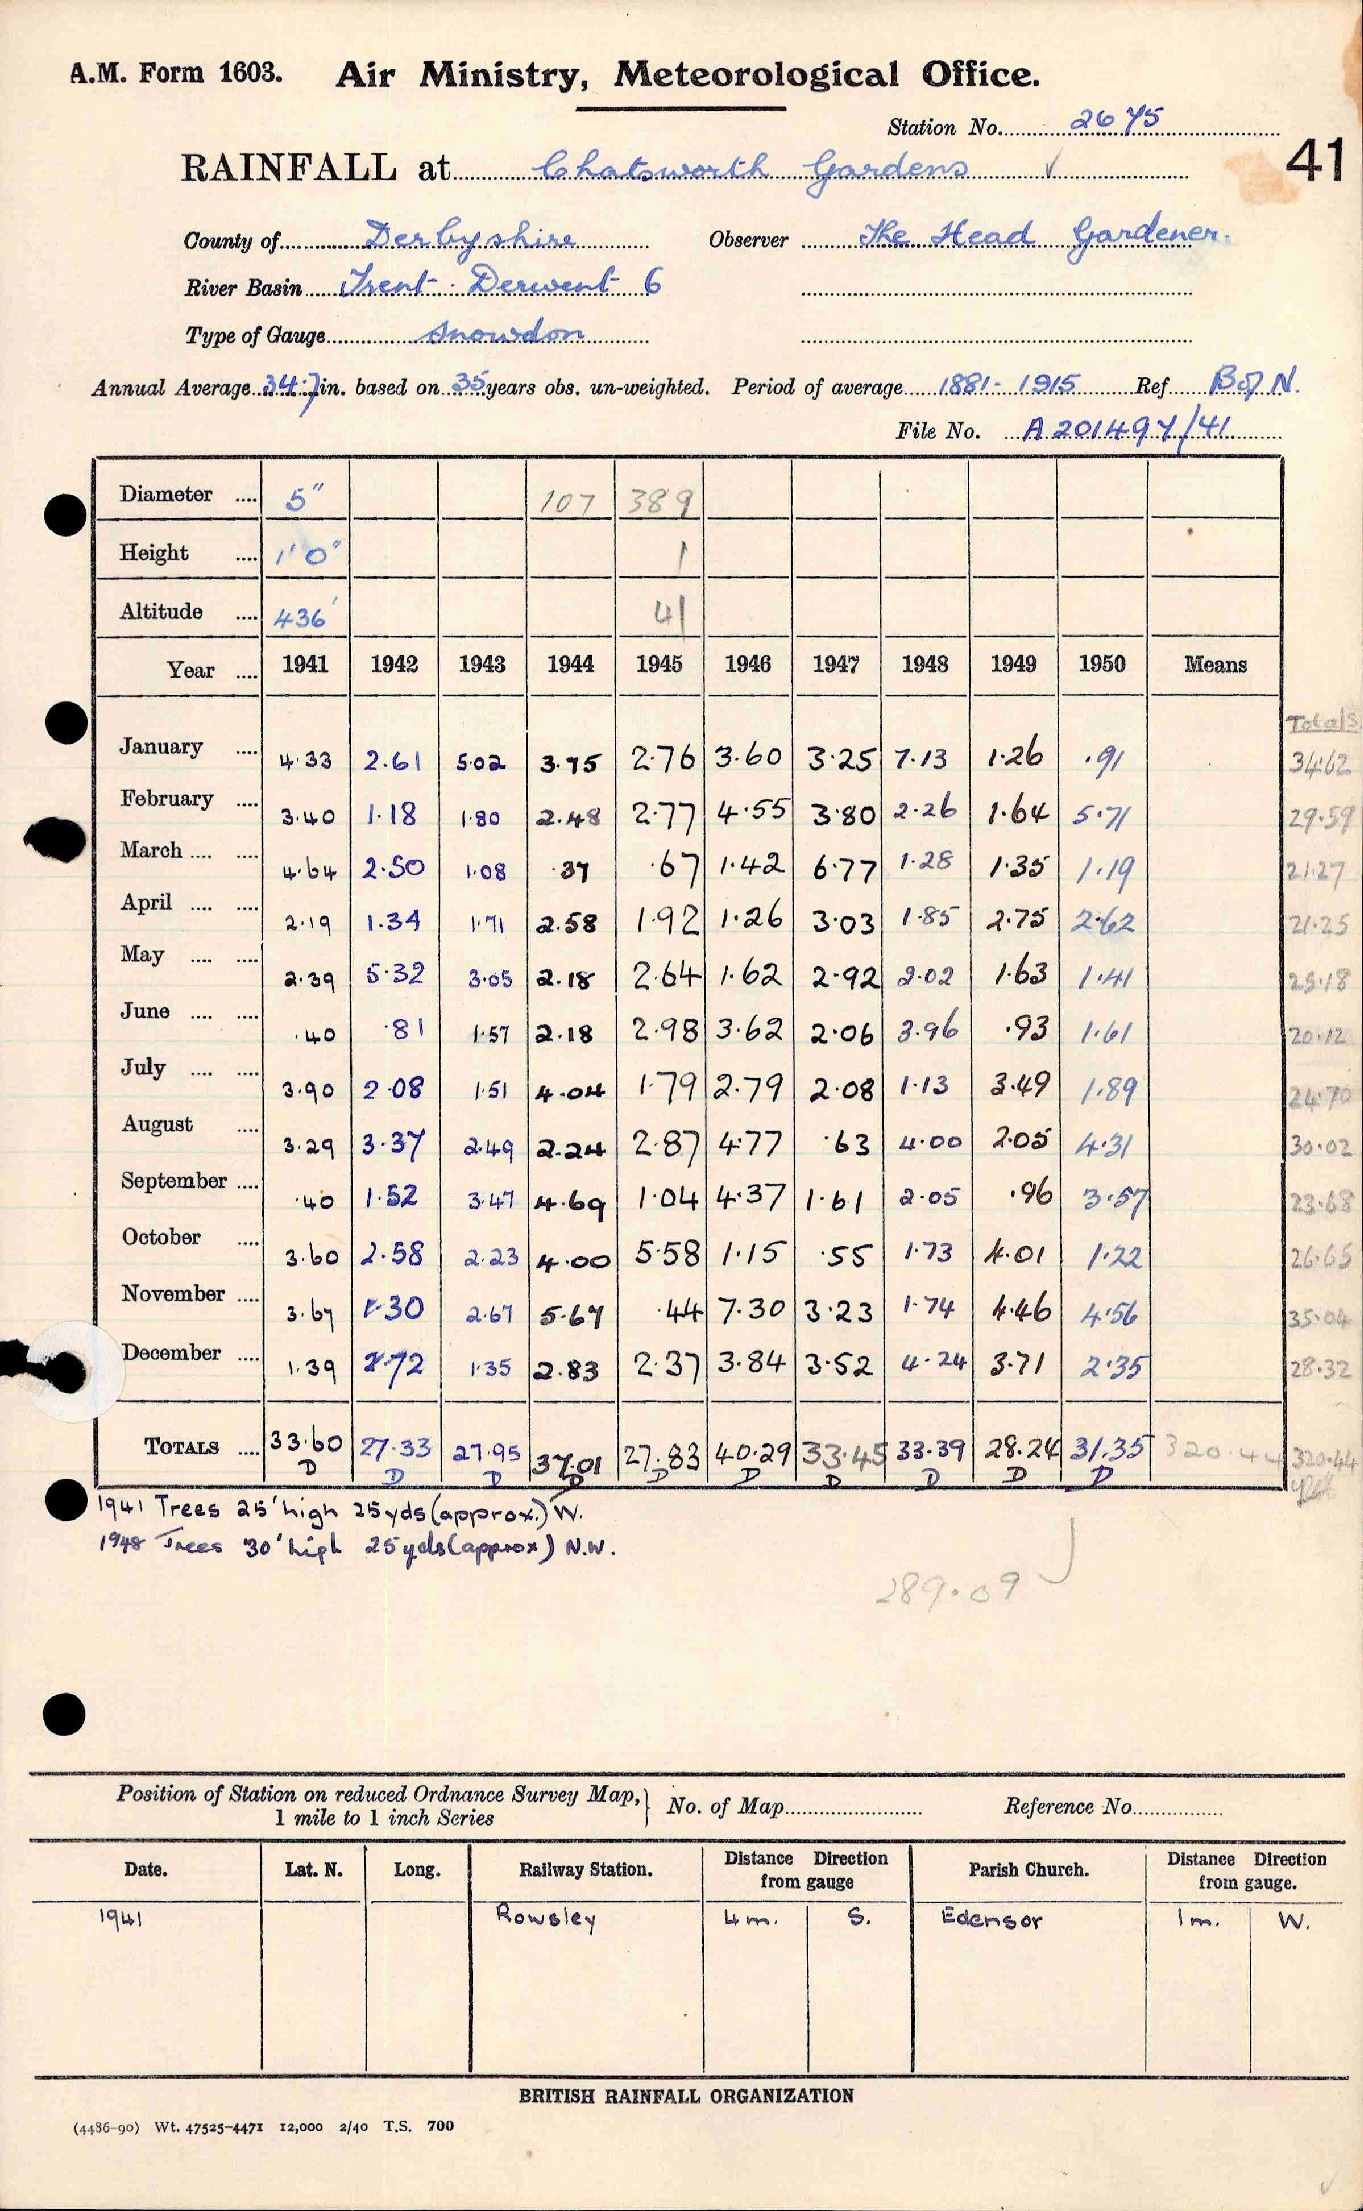 A.M. Form 1603. Air Ministry, Meteorological Office.
Station No. 2675
RAINFALL at Chatsworth Gardens ✓ 41
County of Derbyshire Observer The Head Gardener.
River Basin Trent: Derwent 6
Type of Gauge Snowdon
Annual Average 34.7 in. based on 35 years obs. un-weighted. Period of average 1881-1915 Ref B of N.
File No. A201497/41
Diameter .... 5" 107 389
Height .... 1'0" 1
Altitude .... 436' 41
Year .... 1941 1942 1943 1944 1945 1946 1947 1948 1949 1950 Means
Totals
January .... 4.33 2.61 5.02 3.75 2.76 3.60 3.25 7.13 1.26 .91 34.62
February .... 3.40 1.18 1.80 2.48 2.77 4.55 3.80 2.26 1.64 5.71 29.59
March .... .... 4.64 2.50 1.08 .37 .67 1.42 6.77 1.28 1.35 1.19 21.27
April .... .... 2.19 1.34 1.71 2.58 1.92 1.26 3.03 1.85 2.75 2.62 21.25
May .... .... 2.39 5.32 3.05 2.18 2.64 1.62 2.92 2.02 1.63 1.41 25.18
June .... .... .40 .81 1.57 2.18 2.98 3.62 2.06 3.96 .93 1.61 20.12
July .... .... 3.90 2.08 1.51 4.04 1.79 2.79 2.08 1.13 3.49 1.89 24.70
August .... 3.29 3.37 2.49 2.24 2.87 4.77 .63 4.00 2.05 4.31 30.02
September .... .40 1.52 3.47 4.69 1.04 4.37 1.61 2.05 .96 3.57 23.68
October .... 3.60 2.58 2.23 4.00 5.58 1.15 .55 1.73 4.01 1.22 26.65
November .... 3.67 1.30 2.67 5.67 .44 7.30 3.23 1.74 4.46 4.56 35.04
December .... 1.39 2.72 1.35 2.83 2.37 3.84 3.52 4.24 3.71 2.35 28.32
TOTALS .... 33.60 27.33 27.95 37.01 27.83 40.29 33.45 33.39 28.24 31.35 320.44 320.44
D D D D D D D D D D
1941 Trees 25' high 25 yds (approx.) W.
1948 Trees 30' high 25 yds (approx) N.W.
289.09
Position of Station on reduced Ordnance Survey Map, 1 mile to 1 inch Series } No. of Map Reference No.
Date. Lat. N. Long. Railway Station. Distance Direction from gauge Parish Church. Distance Direction from gauge.
1941 Rowsley 4m. S. Edensor 1m. W.
BRITISH RAINFALL ORGANIZATION
(4486-90) Wt. 47525-4471 12,000 2/40 T.S. 700